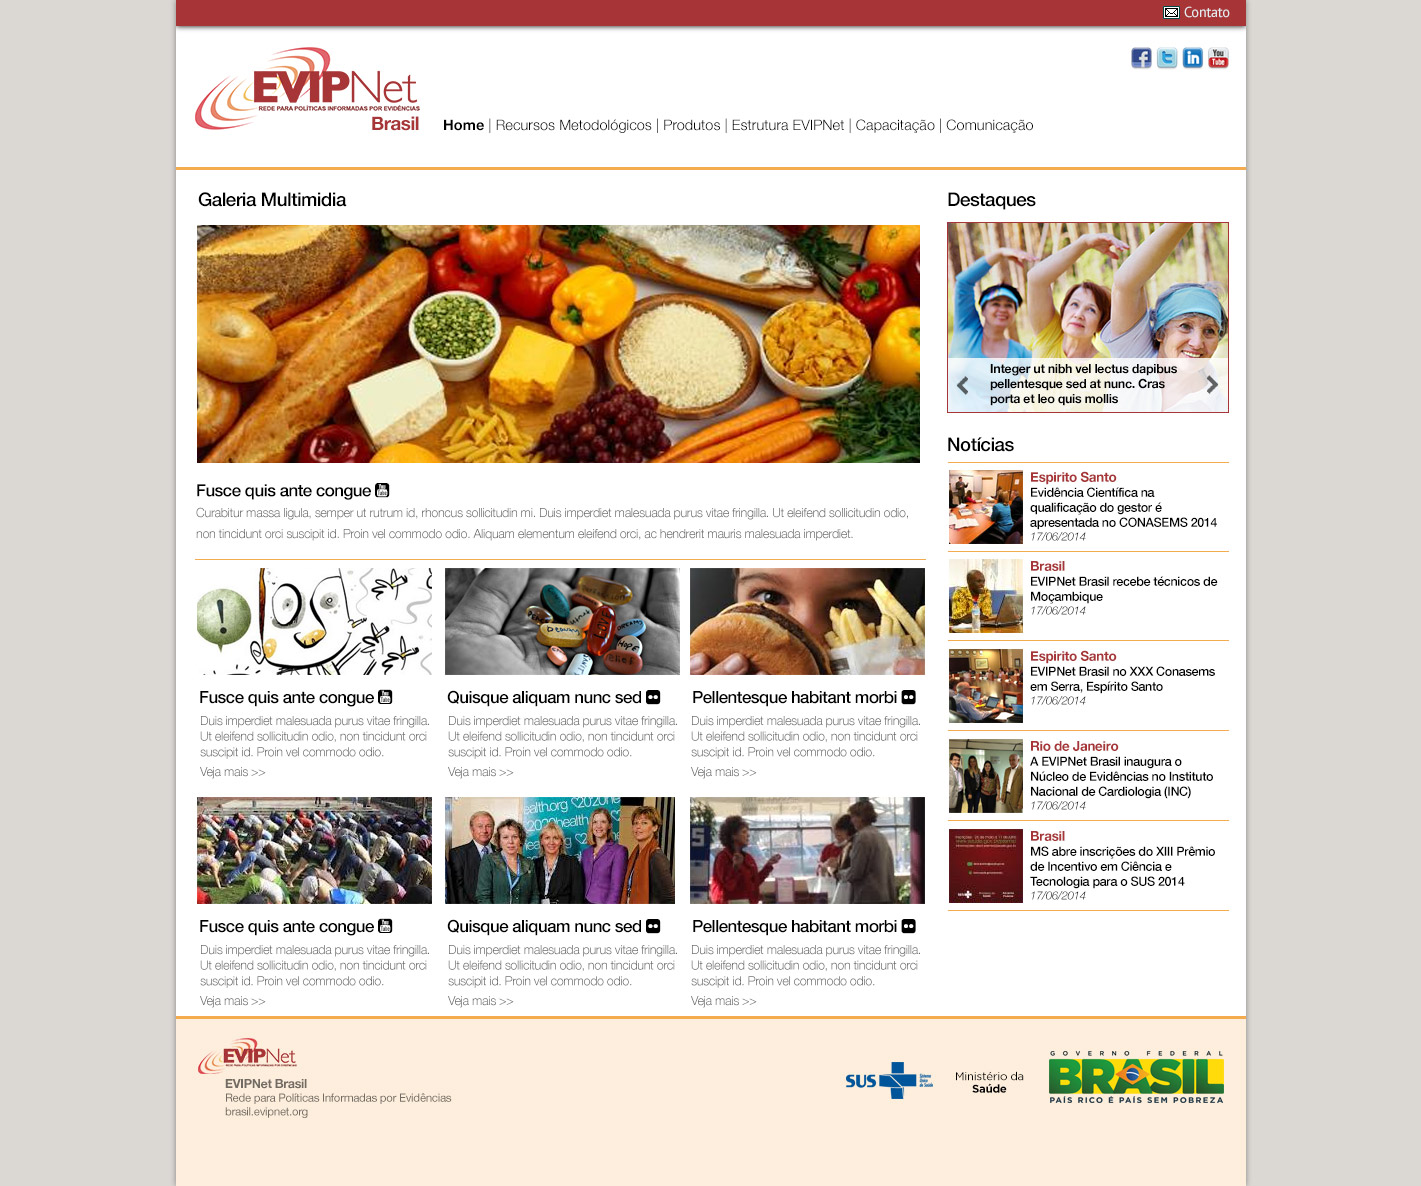 Contato
EVIPNet
REDE PARA POLÍTICAS INFORMADAS POR EVIDÊNCIAS
Brasil
Home | Recursos Metodológicos | Produtos | Estrutura EVIPNet | Capacitação | Comunicação
Galeria Multimidia
Fusce quis ante congue
Curabitur massa ligula, semper ut rutrum id, rhoncus sollicitudin mi. Duis imperdiet malesuada purus vitae fringilla. Ut eleifend sollicitudin odio,
non tincidunt orci suscipit id. Proin vel commodo odio. Aliquam elementum eleifend orci, ac hendrerit mauris malesuada imperdiet.
Fusce quis ante congue
Duis imperdiet malesuada purus vitae fringilla.
Ut eleifend sollicitudin odio, non tincidunt orci
suscipit id. Proin vel commodo odio.
Veja mais >>
Quisque aliquam nunc sed
Duis imperdiet malesuada purus vitae fringilla.
Ut eleifend sollicitudin odio, non tincidunt orci
suscipit id. Proin vel commodo odio.
Veja mais >>
Pellentesque habitant morbi
Duis imperdiet malesuada purus vitae fringilla.
Ut eleifend sollicitudin odio, non tincidunt orci
suscipit id. Proin vel commodo odio.
Veja mais >>
Fusce quis ante congue
Duis imperdiet malesuada purus vitae fringilla.
Ut eleifend sollicitudin odio, non tincidunt orci
suscipit id. Proin vel commodo odio.
Veja mais >>
Quisque aliquam nunc sed
Duis imperdiet malesuada purus vitae fringilla.
Ut eleifend sollicitudin odio, non tincidunt orci
suscipit id. Proin vel commodo odio.
Veja mais >>
Pellentesque habitant morbi
Duis imperdiet malesuada purus vitae fringilla.
Ut eleifend sollicitudin odio, non tincidunt orci
suscipit id. Proin vel commodo odio.
Veja mais >>
Destaques
Integer ut nibh vel lectus dapibus
pellentesque sed at nunc. Cras
porta et leo quis mollis
Notícias
Espirito Santo
Evidência Científica na
qualificação do gestor é
apresentada no CONASEMS 2014
17/06/2014
Brasil
EVIPNet Brasil recebe técnicos de
Moçambique
17/06/2014
Espirito Santo
EVIPNet Brasil no XXX Conasems
em Serra, Espírito Santo
17/06/2014
Rio de Janeiro
A EVIPNet Brasil inaugura o
Núcleo de Evidências no Instituto
Nacional de Cardiologia (INC)
17/06/2014
Brasil
MS abre inscrições do XIII Prêmio
de Incentivo em Ciência e
Tecnologia para o SUS 2014
17/06/2014
EVIPNet
EVIPNet Brasil
Rede para Políticas Informadas por Evidências
brasil.evipnet.org
SUS
Ministério da
Saúde
GOVERNO FEDERAL
BRASIL
PAÍS RICO É PAÍS SEM POBREZA